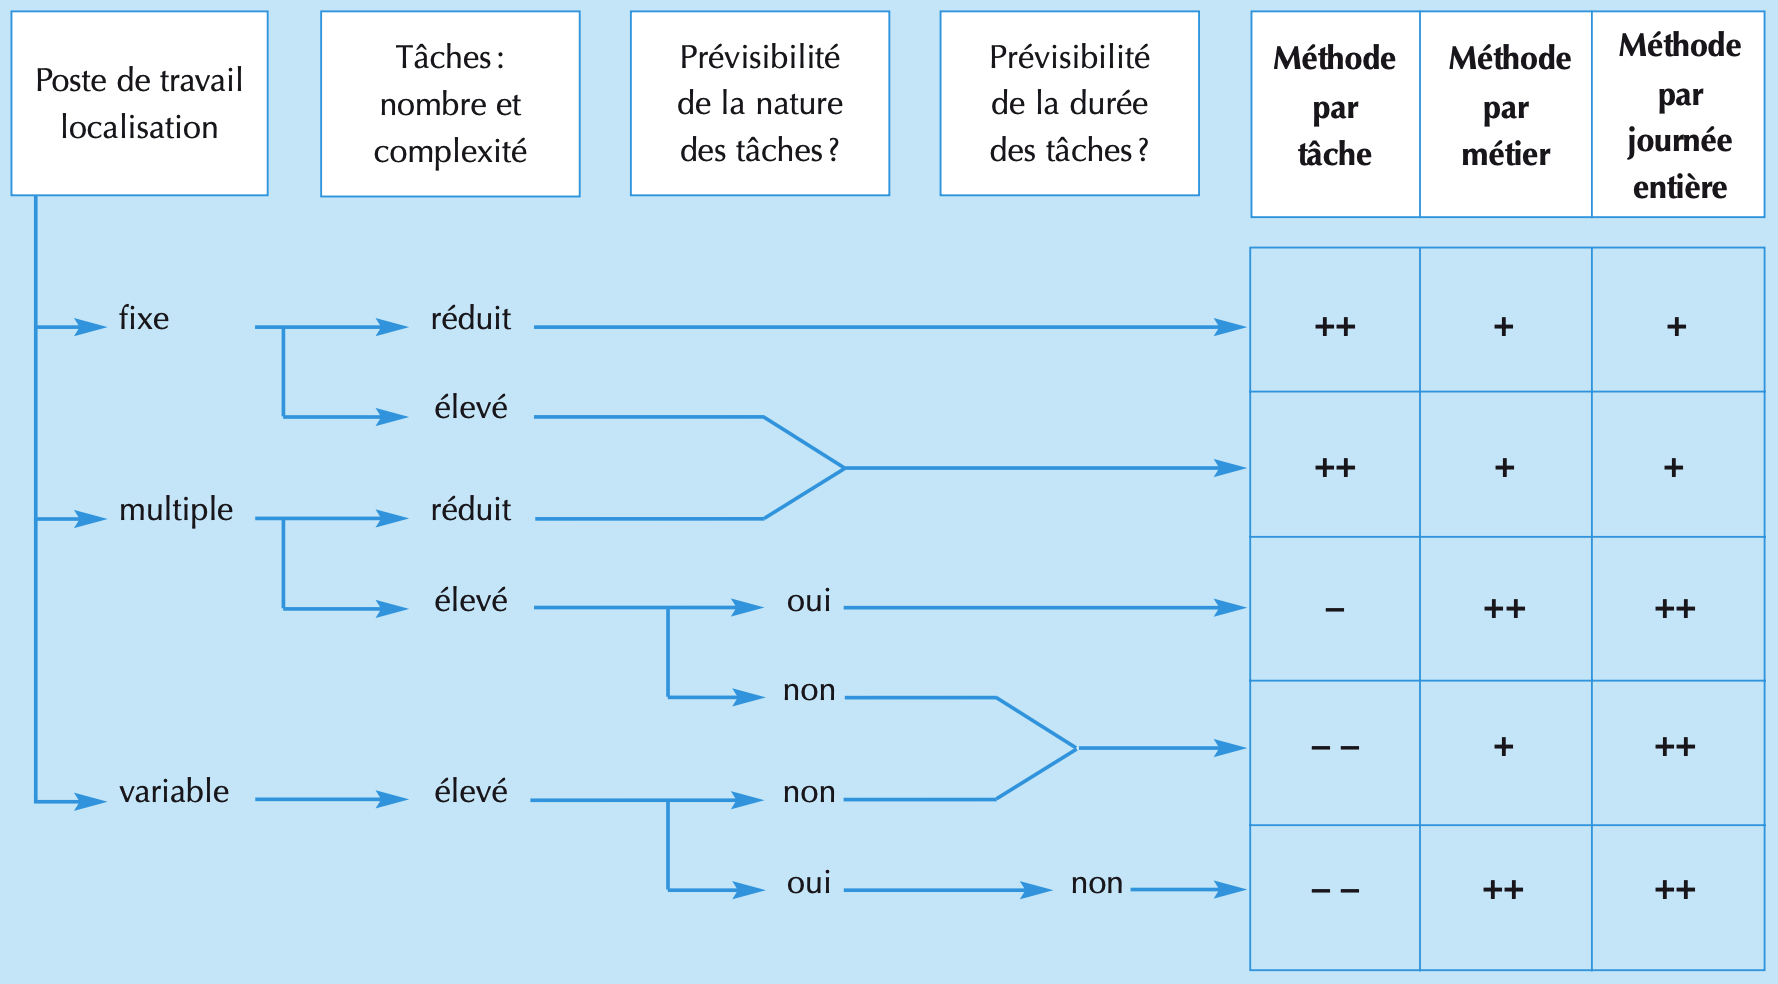 Poste de travail
localisation
Tâches :
nombre et
complexité
Prévisibilité
de la nature
des tâches ?
Prévisibilité
de la durée
des tâches ?
Méthode
par
tâche
Méthode
par
métier
Méthode
par
journée
entière
fixe réduit ++ + +
élevé
++ + +
multiple réduit
élevé oui – ++ ++
non
– – + ++
variable élevé non
oui non – – ++ ++